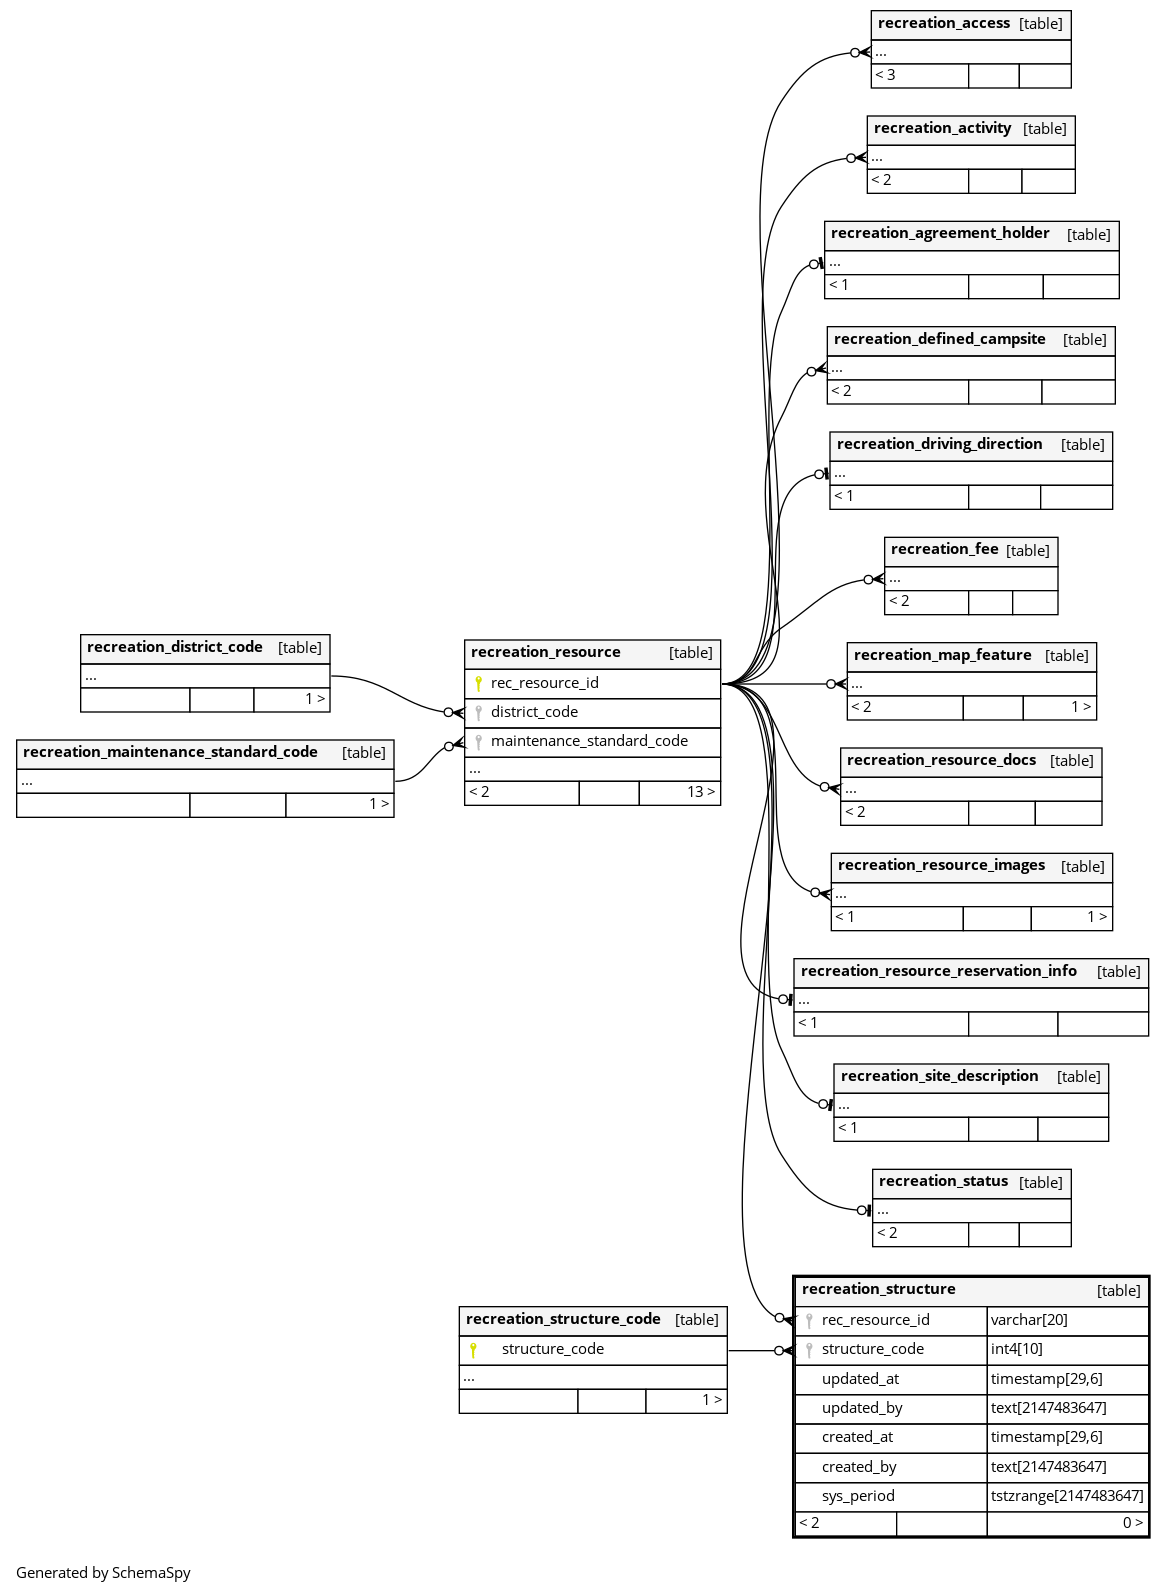 recreation_access [table]
...
< 3
recreation_activity [table]
...
< 2
recreation_agreement_holder [table]
...
< 1
recreation_defined_campsite [table]
...
< 2
recreation_driving_direction [table]
...
< 1
recreation_fee [table]
...
< 2
recreation_district_code [table]
...
1 >
recreation_maintenance_standard_code [table]
...
1 >
recreation_resource [table]
rec_resource_id
district_code
maintenance_standard_code
...
< 2 13 >
recreation_map_feature [table]
...
< 2 1 >
recreation_resource_docs [table]
...
< 2
recreation_resource_images [table]
...
< 1 1 >
recreation_resource_reservation_info [table]
...
< 1
recreation_site_description [table]
...
< 1
recreation_status [table]
...
< 2
recreation_structure_code [table]
structure_code
...
1 >
recreation_structure [table]
rec_resource_id varchar[20]
structure_code int4[10]
updated_at timestamp[29,6]
updated_by text[2147483647]
created_at timestamp[29,6]
created_by text[2147483647]
sys_period tstzrange[2147483647]
< 2 0 >
Generated by SchemaSpy